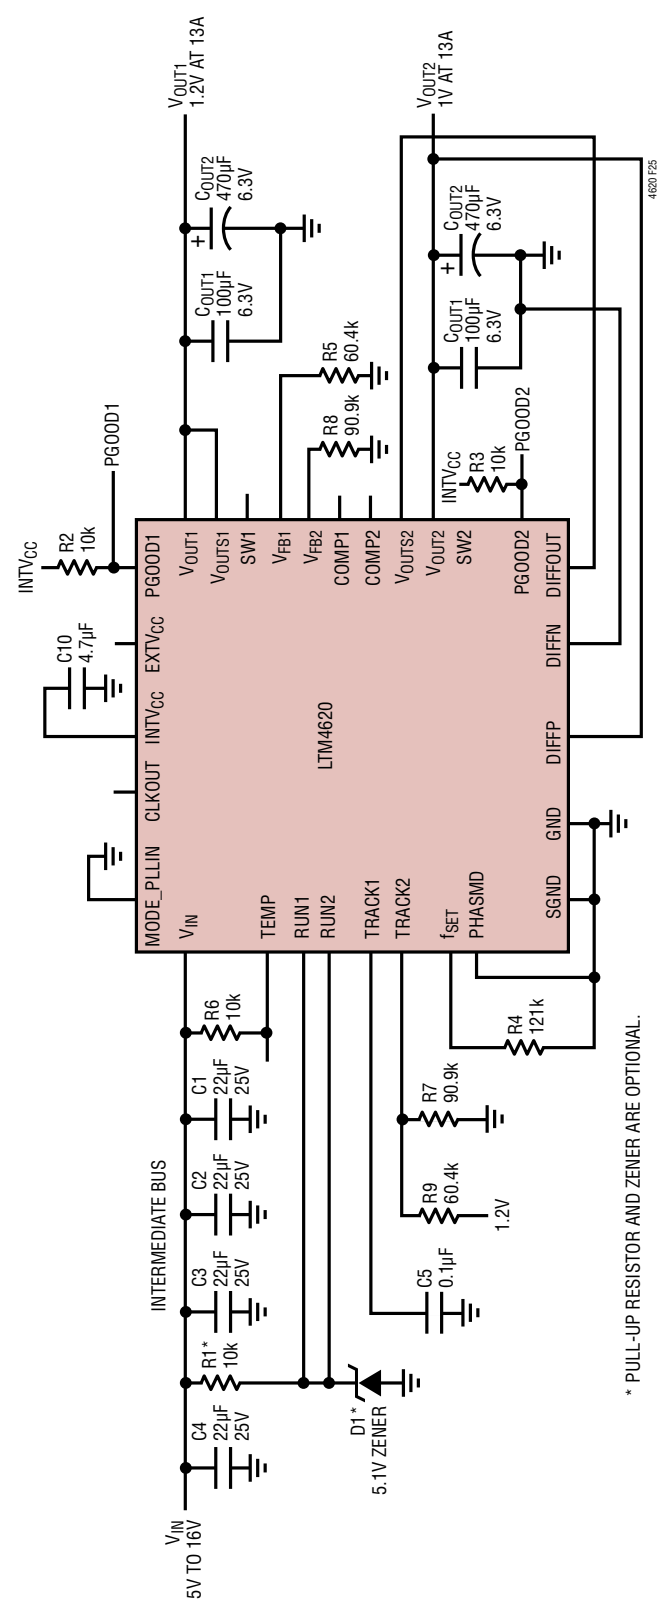 VIN
5V TO 16V
INTERMEDIATE BUS
C4
22µF
25V
R1*
10k
C3
22µF
25V
C2
22µF
25V
C1
22µF
25V
R6
10k
D1*
5.1V ZENER
C5
0.1µF
R9
60.4k
1.2V
R7
90.9k
R4
121k
* PULL-UP RESISTOR AND ZENER ARE OPTIONAL.
INTVCC
R2
10k
PGOOD1
C10
4.7µF
MODE_PLLIN
CLKOUT
INTVCC
EXTVCC
PGOOD1
VIN
TEMP
RUN1
RUN2
TRACK1
TRACK2
fSET
PHASMD
LTM4620
VOUT1
VOUTS1
SW1
VFB1
VFB2
COMP1
COMP2
VOUTS2
VOUT2
SW2
PGOOD2
SGND
GND
DIFFP
DIFFN
DIFFOUT
VOUT1
1.2V AT 13A
COUT1
100µF
6.3V
COUT2
470µF
6.3V
+
R5
60.4k
R8
90.9k
VOUT2
1V AT 13A
COUT1
100µF
6.3V
COUT2
470µF
6.3V
+
INTVCC
R3
10k
PGOOD2
4620 F25